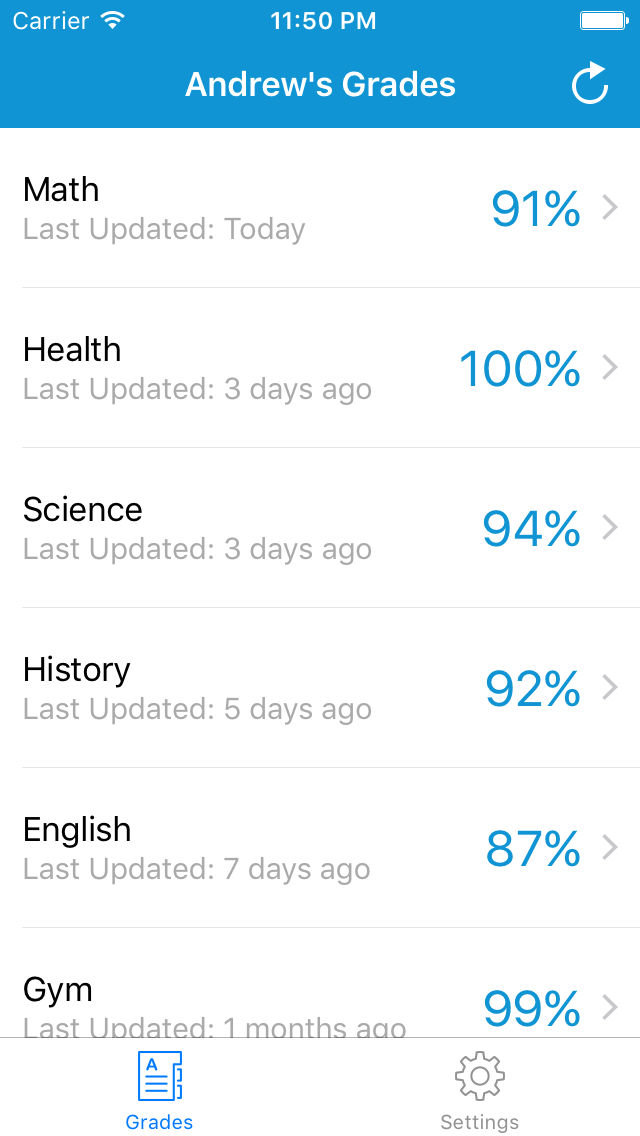 Carrier 11:50 PM
Andrew's Grades
Math
Last Updated: Today
91%
Health
Last Updated: 3 days ago
100%
Science
Last Updated: 3 days ago
94%
History
Last Updated: 5 days ago
92%
English
Last Updated: 7 days ago
87%
Gym
Last Updated: 1 months ago
99%
A
Grades
Settings